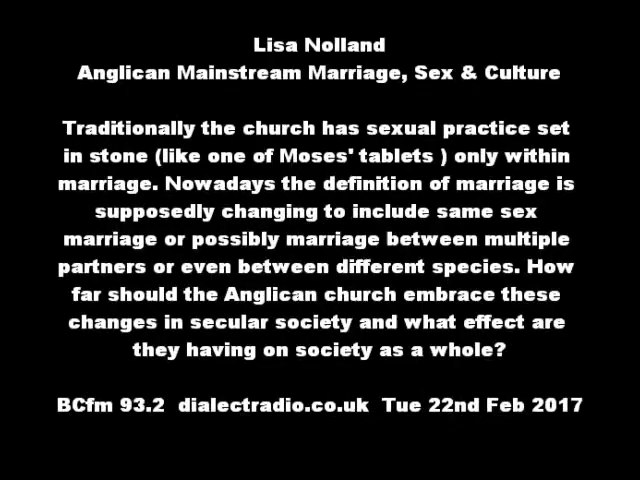 Lisa Nolland
Anglican Mainstream Marriage, Sex & Culture
Traditionally the church has sexual practice set
in stone (like one of Moses' tablets ) only within
marriage. Nowadays the definition of marriage is
supposedly changing to include same sex
marriage or possibly marriage between multiple
partners or even between different species. How
far should the Anglican church embrace these
changes in secular society and what effect are
they having on society as a whole?
BCfm 93.2  dialectradio.co.uk  Tue 22nd Feb 2017